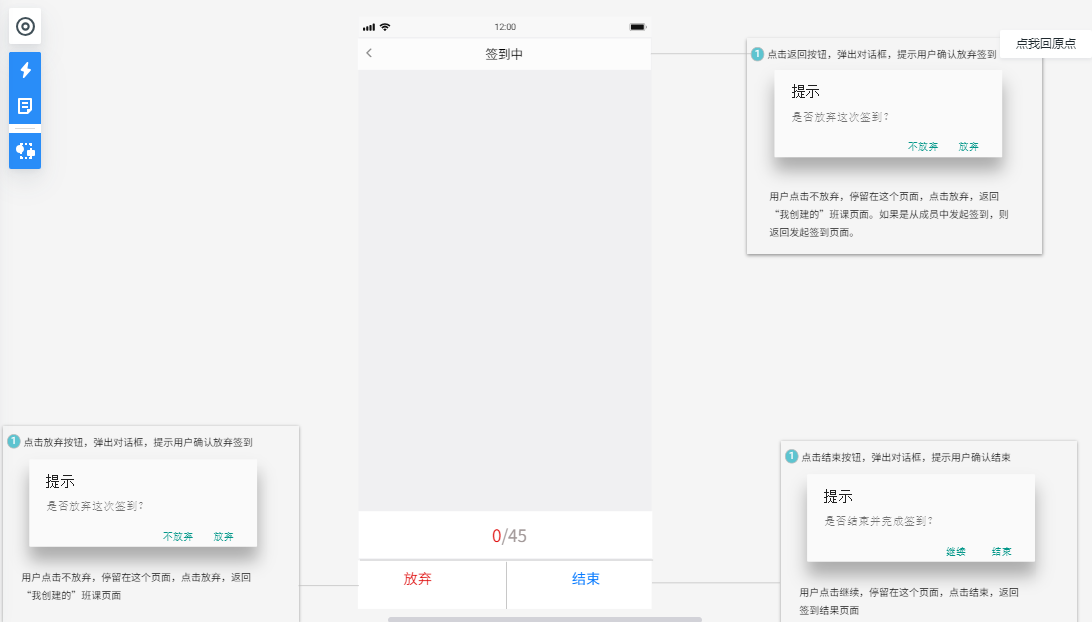 12:00
签到中
点我回原点
1 点击返回按钮，弹出对话框，提示用户确认放弃签到
提示
是否放弃这次签到？
不放弃 放弃
用户点击不放弃，停留在这个页面，点击放弃，返回
“我创建的”班课页面。如果是从成员中发起签到，则
返回发起签到页面。
1 点击放弃按钮，弹出对话框，提示用户确认放弃签到
提示
是否放弃这次签到？
不放弃 放弃
用户点击不放弃，停留在这个页面，点击放弃，返回
“我创建的”班课页面
0/45
放弃 结束
1 点击结束按钮，弹出对话框，提示用户确认结束
提示
是否结束并完成签到？
继续 结束
用户点击继续，停留在这个页面，点击结束，返回
签到结果页面